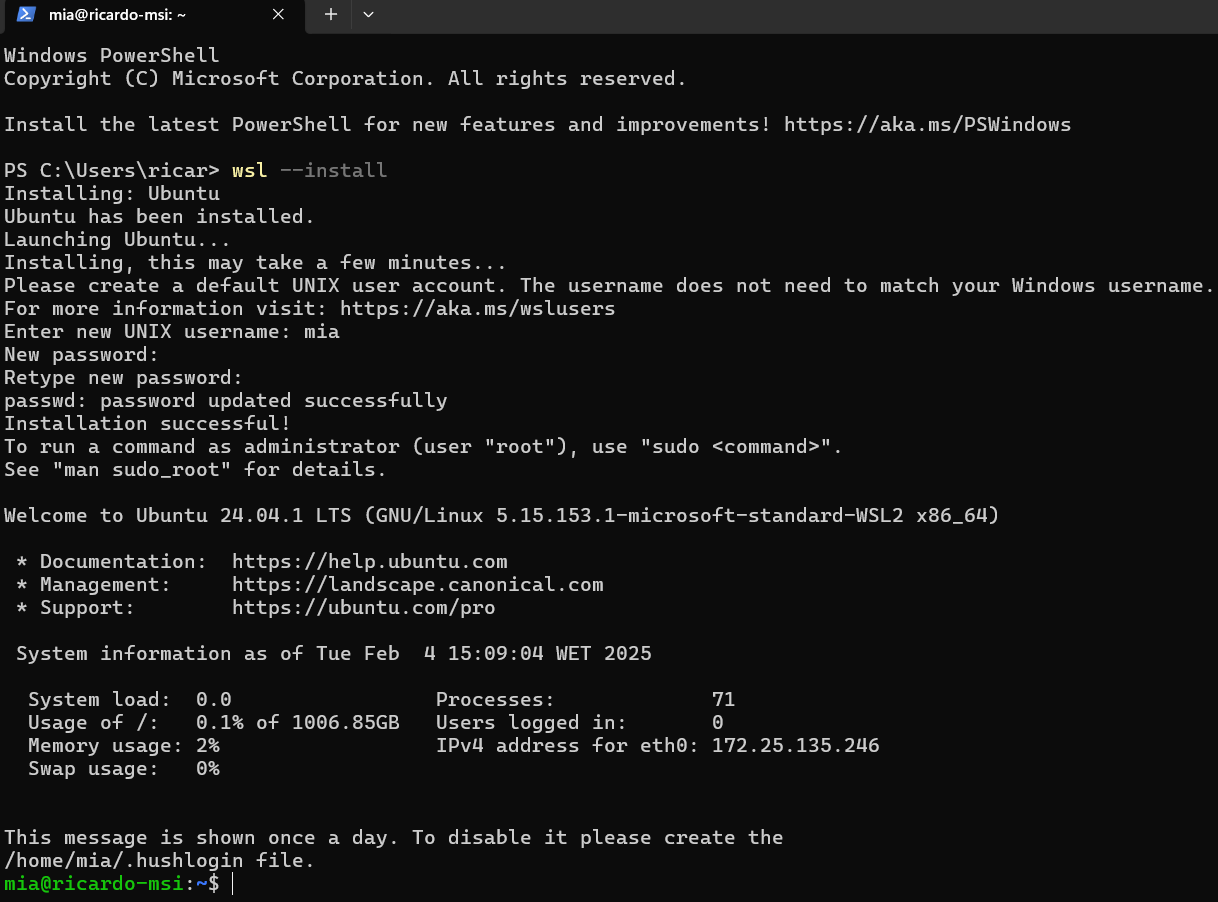 mia@ricardo-msi: ~
Windows PowerShell
Copyright (C) Microsoft Corporation. All rights reserved.
Install the latest PowerShell for new features and improvements! https://aka.ms/PSWindows
PS C:\Users\ricar> wsl --install
Installing: Ubuntu
Ubuntu has been installed.
Launching Ubuntu...
Installing, this may take a few minutes...
Please create a default UNIX user account. The username does not need to match your Windows username.
For more information visit: https://aka.ms/wslusers
Enter new UNIX username: mia
New password:
Retype new password:
passwd: password updated successfully
Installation successful!
To run a command as administrator (user "root"), use "sudo <command>".
See "man sudo_root" for details.
Welcome to Ubuntu 24.04.1 LTS (GNU/Linux 5.15.153.1-microsoft-standard-WSL2 x86_64)
* Documentation:  https://help.ubuntu.com
* Management:     https://landscape.canonical.com
* Support:        https://ubuntu.com/pro
System information as of Tue Feb  4 15:09:04 WET 2025
System load:  0.0                 Processes:             71
Usage of /:   0.1% of 1006.85GB   Users logged in:       0
Memory usage: 2%                  IPv4 address for eth0: 172.25.135.246
Swap usage:   0%
This message is shown once a day. To disable it please create the
/home/mia/.hushlogin file.
mia@ricardo-msi:~$